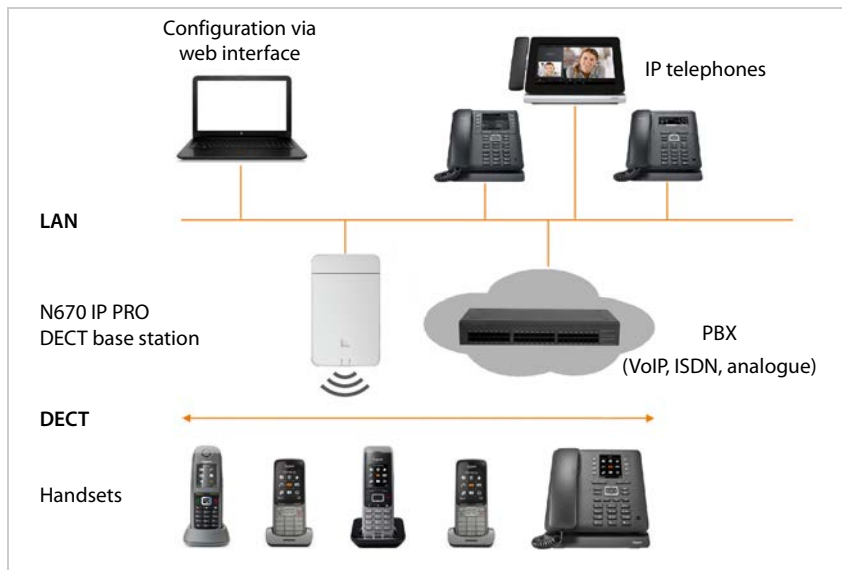 Configuration via
web interface
IP telephones
LAN
N670 IP PRO
DECT base station
PBX
(VoIP, ISDN, analogue)
DECT
Handsets